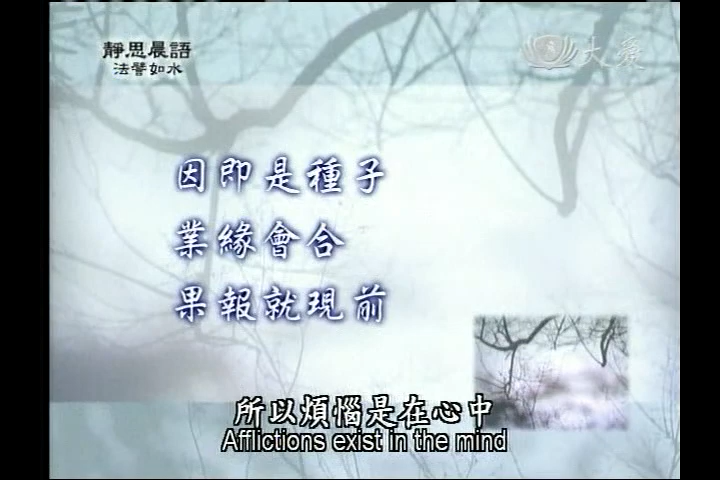 靜思晨語
法譬如水
大愛
因即是種子
業緣會合
果報就現前
所以煩惱是在心中
Afflictions exist in the mind